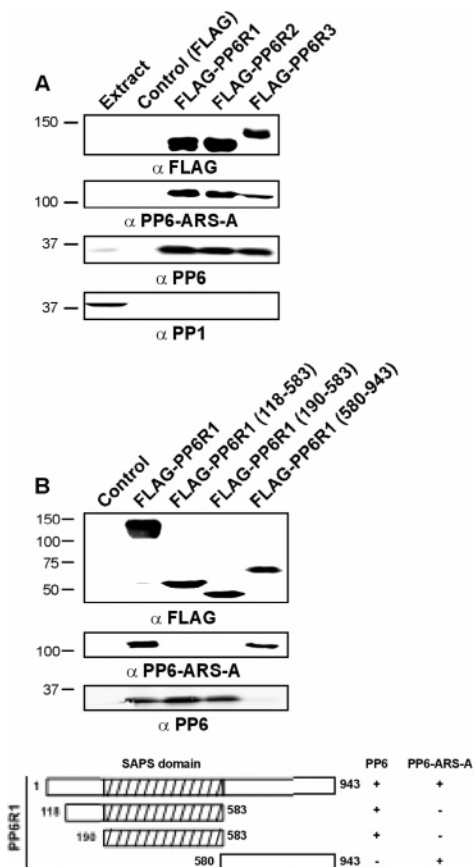 A
Extract
Control (FLAG)
FLAG-PP6R1
FLAG-PP6R2
FLAG-PP6R3
150
α FLAG
100
α PP6-ARS-A
37
α PP6
37
α PP1
B
Control
FLAG-PP6R1
FLAG-PP6R1 (118-583)
FLAG-PP6R1 (190-583)
FLAG-PP6R1 (580-943)
150
100
75
50
α FLAG
100
α PP6-ARS-A
37
α PP6
SAPS domain PP6 PP6-ARS-A
PP6R1
1 943 + +
118 583 + -
190 583 + -
580 943 - +